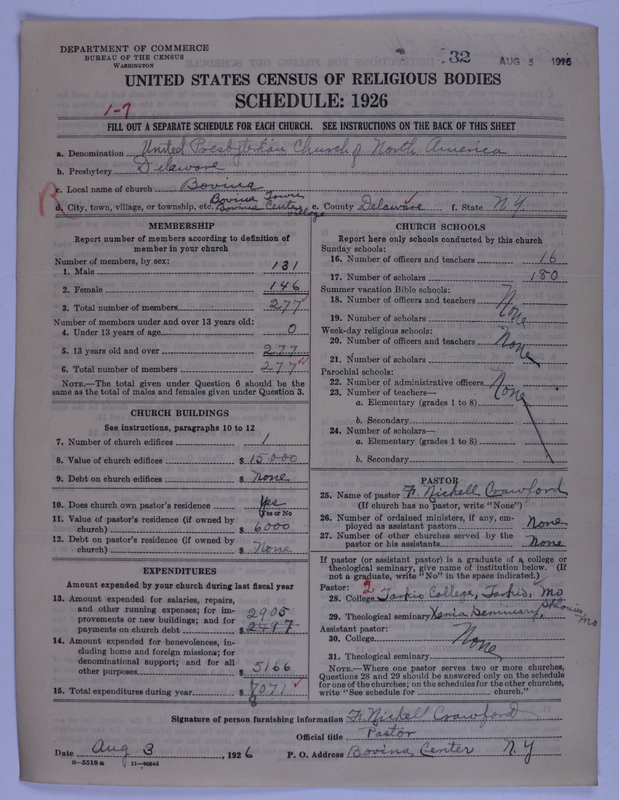 DEPARTMENT OF COMMERCE
BUREAU OF THE CENSUS
WASHINGTON
32 AUG 5 1926
UNITED STATES CENSUS OF RELIGIOUS BODIES
SCHEDULE: 1926
1-7
FILL OUT A SEPARATE SCHEDULE FOR EACH CHURCH. SEE INSTRUCTIONS ON THE BACK OF THIS SHEET
a. Denomination United Presbyterian Church of North America
b. Presbytery Delaware
c. Local name of church Bovina
R
Bovina Town
d. City, town, village, or township, etc. Bovina Center village e. County Delaware f. State N.Y.
MEMBERSHIP
Report number of members according to definition of
member in your church
Number of members, by sex:
1. Male 131
2. Female 146
3. Total number of members 277
Number of members under and over 13 years old:
4. Under 13 years of age 0
5. 13 years old and over 277
6. Total number of members 277
NOTE.—The total given under Question 6 should be the
same as the total of males and females given under Question 3.
CHURCH BUILDINGS
See instructions, paragraphs 10 to 12
7. Number of church edifices 1
8. Value of church edifices $ 15000
9. Debt on church edifices $ None
10. Does church own pastor's residence? Yes
(Yes or No)
11. Value of pastor's residence (if owned by
church) $ 6000
12. Debt on pastor's residence (if owned by
church) $ None
EXPENDITURES
Amount expended by your church during last fiscal year
13. Amount expended for salaries, repairs,
and other running expenses; for im-
provements or new buildings; and for 2905
payments on church debt $ 2497
14. Amount expended for benevolences, in-
cluding home and foreign missions; for
denominational support; and for all
other purposes $ 5166
15. Total expenditures during year $ 8071
CHURCH SCHOOLS
Report here only schools conducted by this church
Sunday schools:
16. Number of officers and teachers 16
17. Number of scholars 180
Summer vacation Bible schools:
18. Number of officers and teachers None
19. Number of scholars
Week-day religious schools:
20. Number of officers and teachers None
21. Number of scholars
Parochial schools:
22. Number of administrative officers None
23. Number of teachers—
a. Elementary (grades 1 to 8)
b. Secondary
24. Number of scholars—
a. Elementary (grades 1 to 8)
b. Secondary
PASTOR
25. Name of pastor F. Nickell Crawford
(If church has no pastor, write "None")
26. Number of ordained ministers, if any, em-
ployed as assistant pastors None
27. Number of other churches served by the
pastor or his assistants None
If pastor (or assistant pastor) is a graduate of a college or
theological seminary, give name of institution below. (If
not a graduate, write "No" in the space indicated.)
Pastor: 2
28. College Tarkio College, Tarkio, Mo
29. Theological seminary Xenia Seminary, St Louis, Mo
Assistant pastor:
30. College None
31. Theological seminary
NOTE.—Where one pastor serves two or more churches,
Questions 28 and 29 should be answered only on the schedule
for one of the churches; on the schedules for the other churches,
write "See schedule for ........ church."
Signature of person furnishing information F. Nickell Crawford
Official title Pastor
Date Aug 3, 1926 P. O. Address Bovina Center N Y